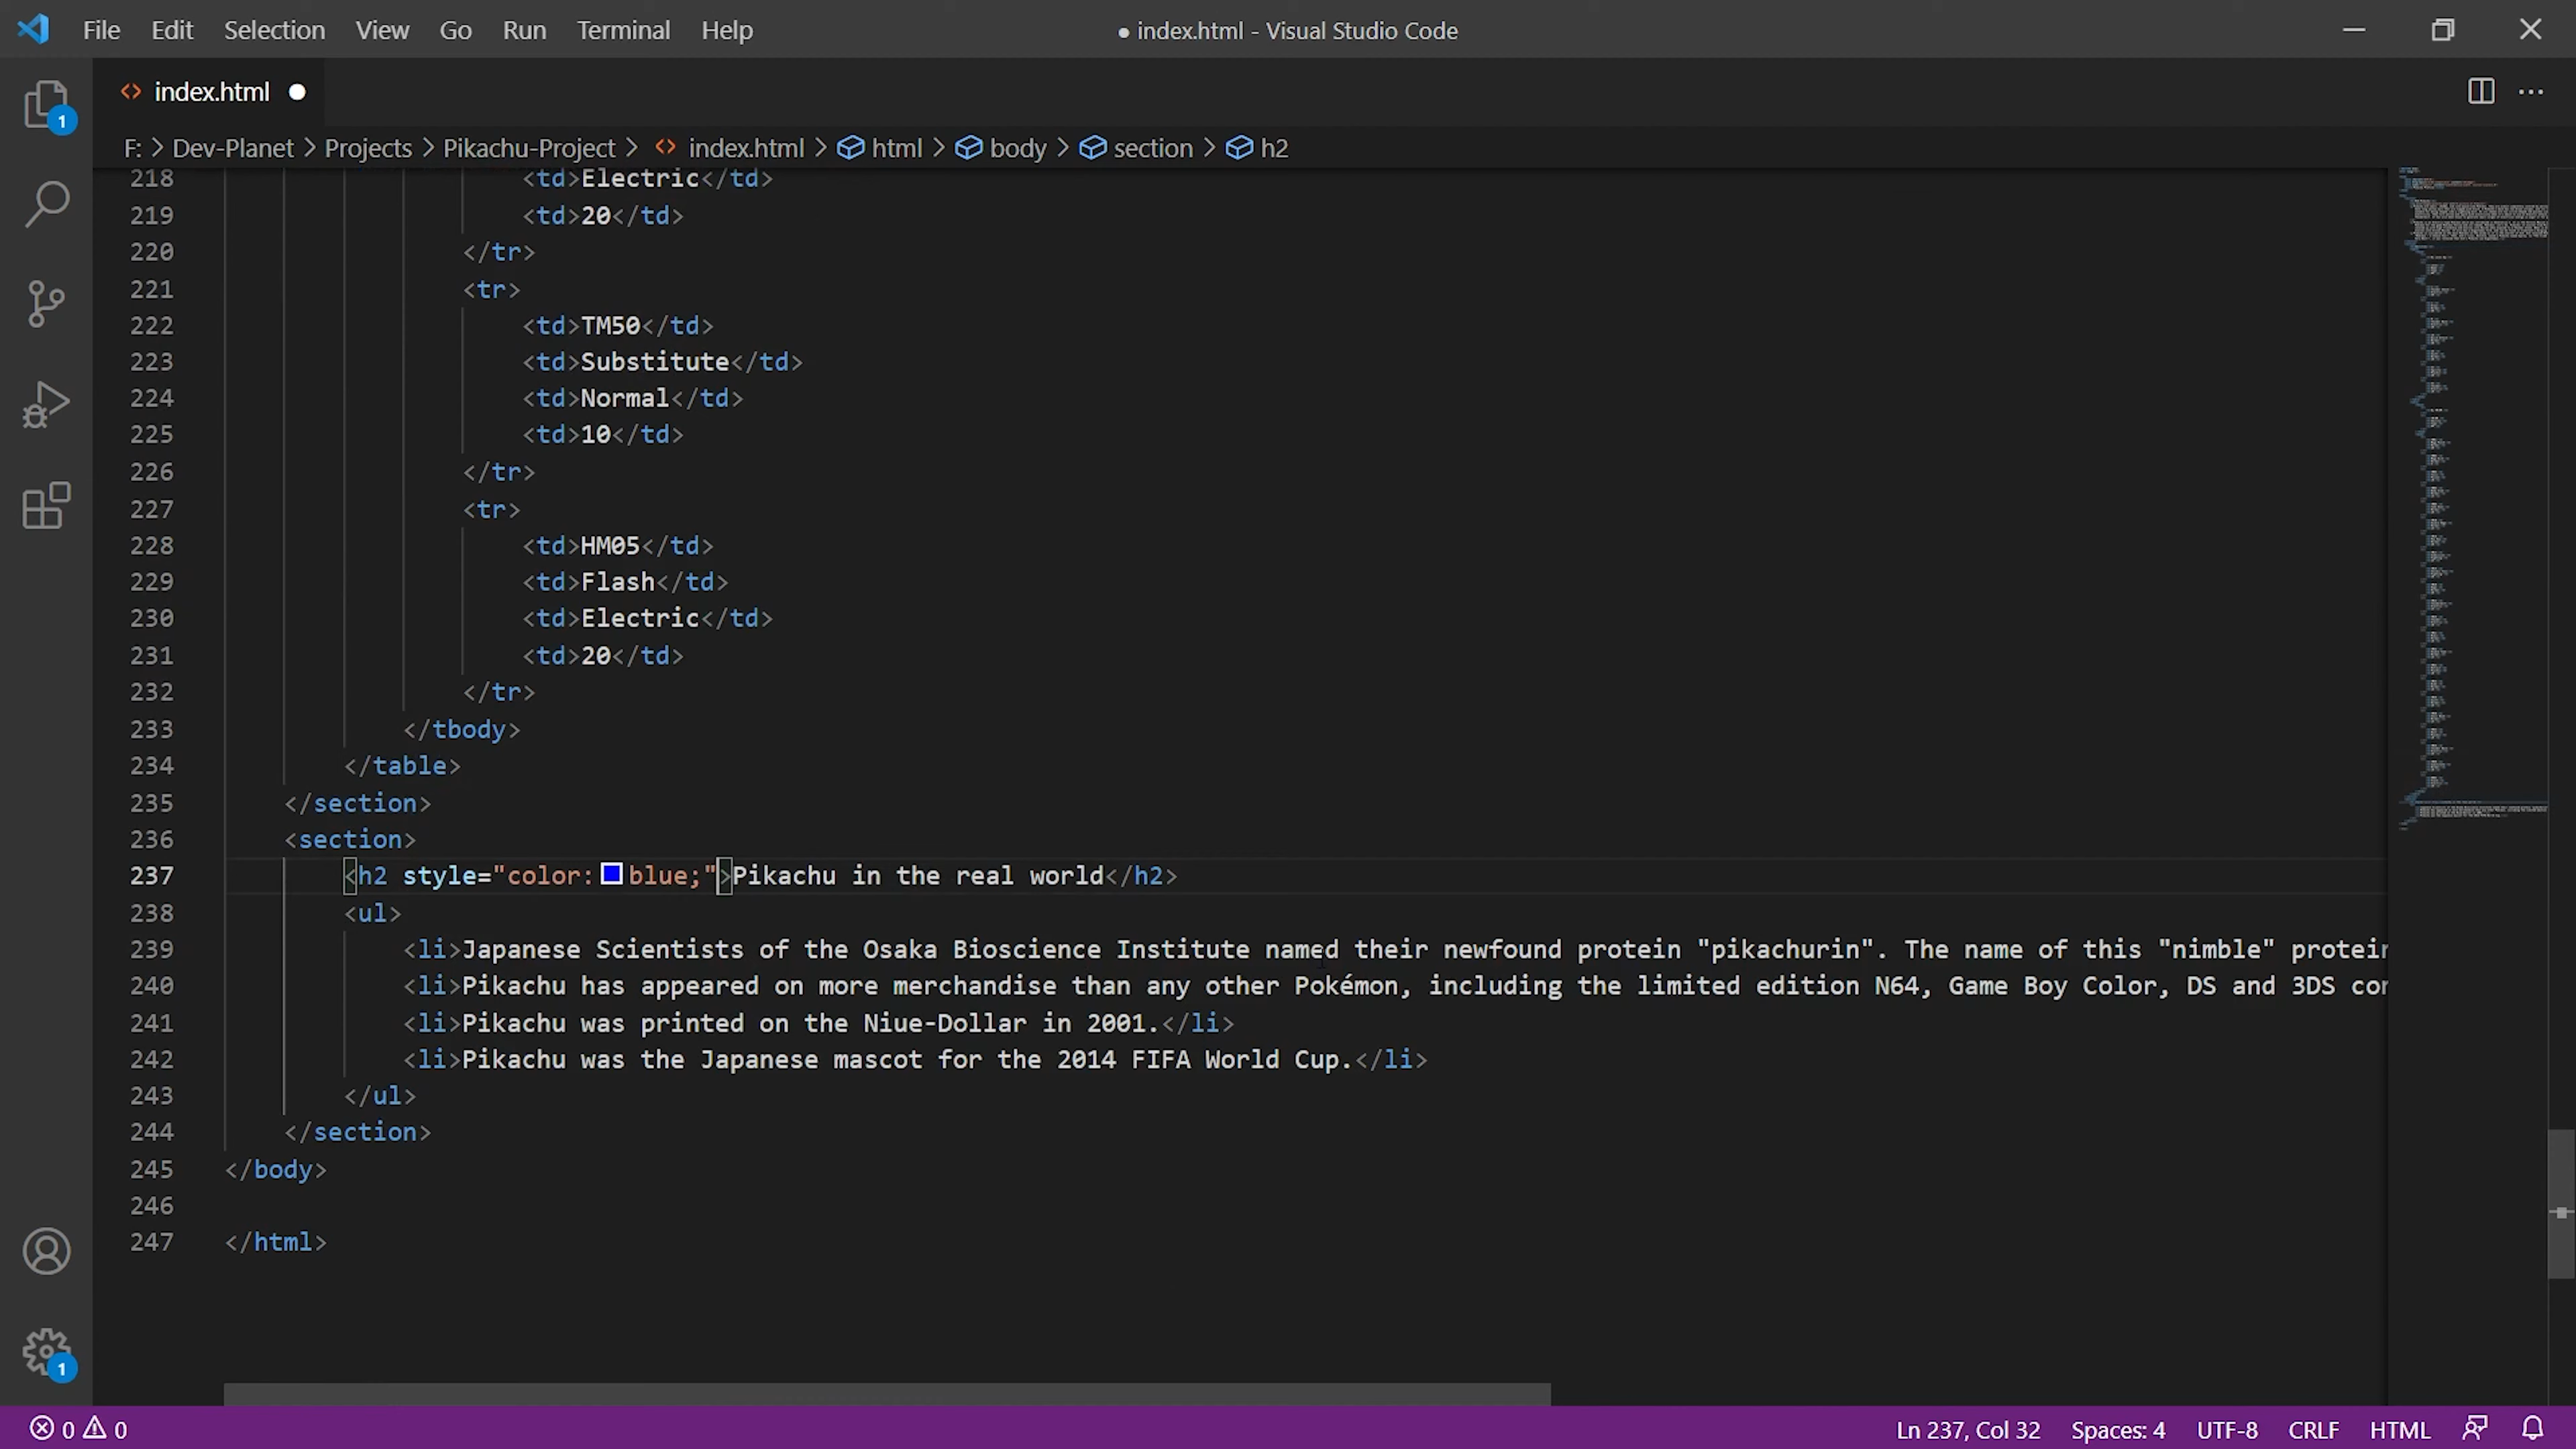 File Edit Selection View Go Run Terminal Help
● index.html - Visual Studio Code
1
index.html
F: > Dev-Planet > Projects > Pikachu-Project > <> index.html > html > body > section > h2
218 <td>Electric</td>
219 <td>20</td>
220 </tr>
221 <tr>
222 <td>TM50</td>
223 <td>Substitute</td>
224 <td>Normal</td>
225 <td>10</td>
226 </tr>
227 <tr>
228 <td>HM05</td>
229 <td>Flash</td>
230 <td>Electric</td>
231 <td>20</td>
232 </tr>
233 </tbody>
234 </table>
235 </section>
236 <section>
237 <h2 style="color: blue;">Pikachu in the real world</h2>
238 <ul>
239 <li>Japanese Scientists of the Osaka Bioscience Institute named their newfound protein "pikachurin". The name of this "nimble" protein
240 <li>Pikachu has appeared on more merchandise than any other Pokémon, including the limited edition N64, Game Boy Color, DS and 3DS con
241 <li>Pikachu was printed on the Niue-Dollar in 2001.</li>
242 <li>Pikachu was the Japanese mascot for the 2014 FIFA World Cup.</li>
243 </ul>
244 </section>
245 </body>
246
247 </html>
1
0 0
Ln 237, Col 32 Spaces: 4 UTF-8 CRLF HTML